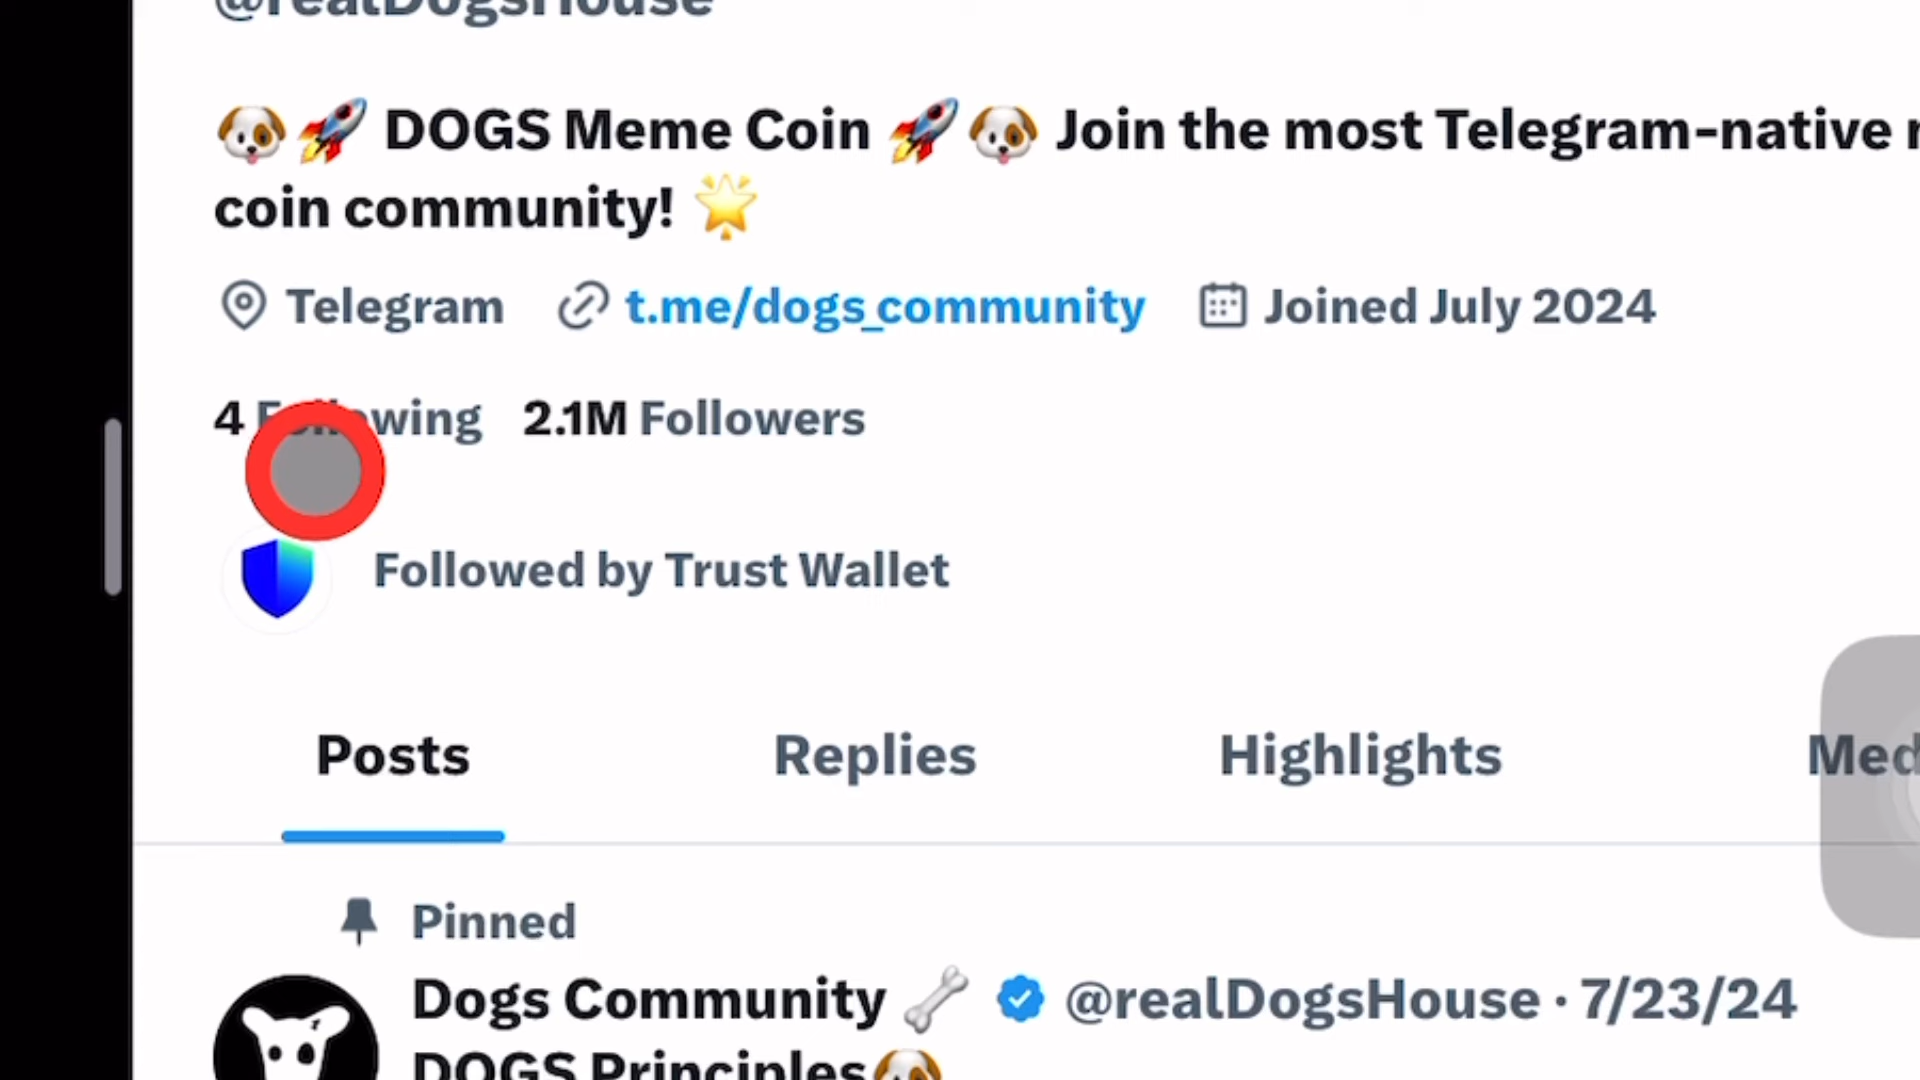 @realDogsHouse
🐶🚀 DOGS Meme Coin 🚀🐶 Join the most Telegram-native
coin community! 🌟
Telegram t.me/dogs_community Joined July 2024
4 Following 2.1M Followers
Followed by Trust Wallet
Posts Replies Highlights
Pinned
Dogs Community 🦴 @realDogsHouse · 7/23/24
DOGS Principles🐶